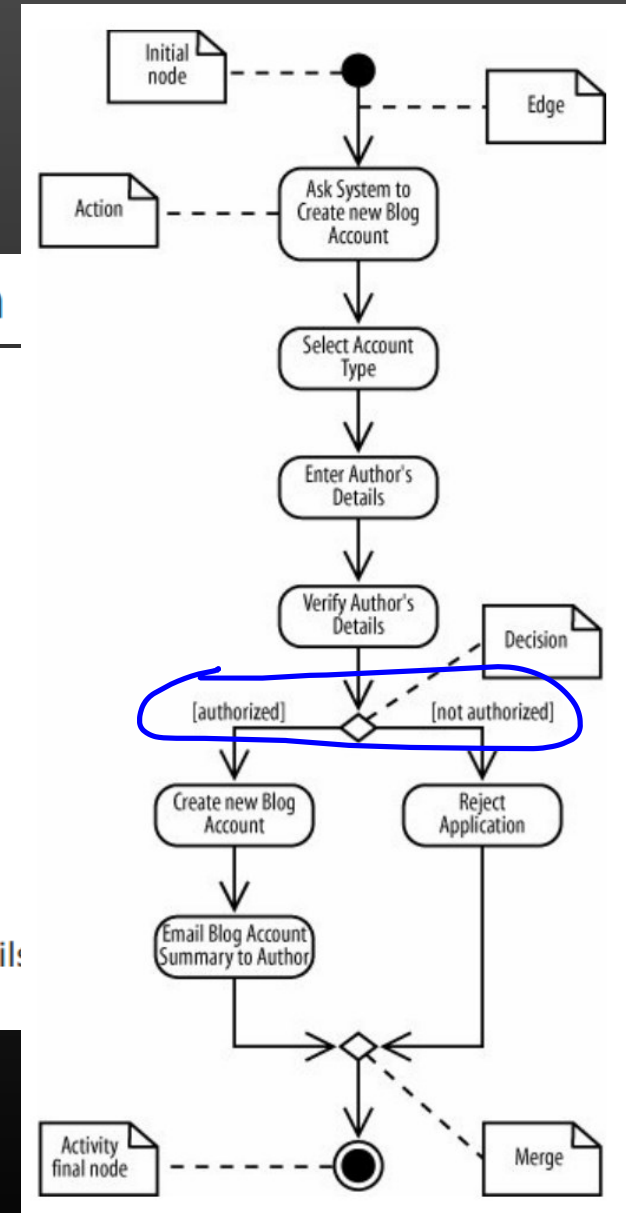 Initial
node
Edge
Action
Ask System to
Create new Blog
Account
Select Account
Type
Enter Author's
Details
Verify Author's
Details
Decision
[authorized]
[not authorized]
Create new Blog
Account
Reject
Application
Email Blog Account
Summary to Author
Activity
final node
Merge